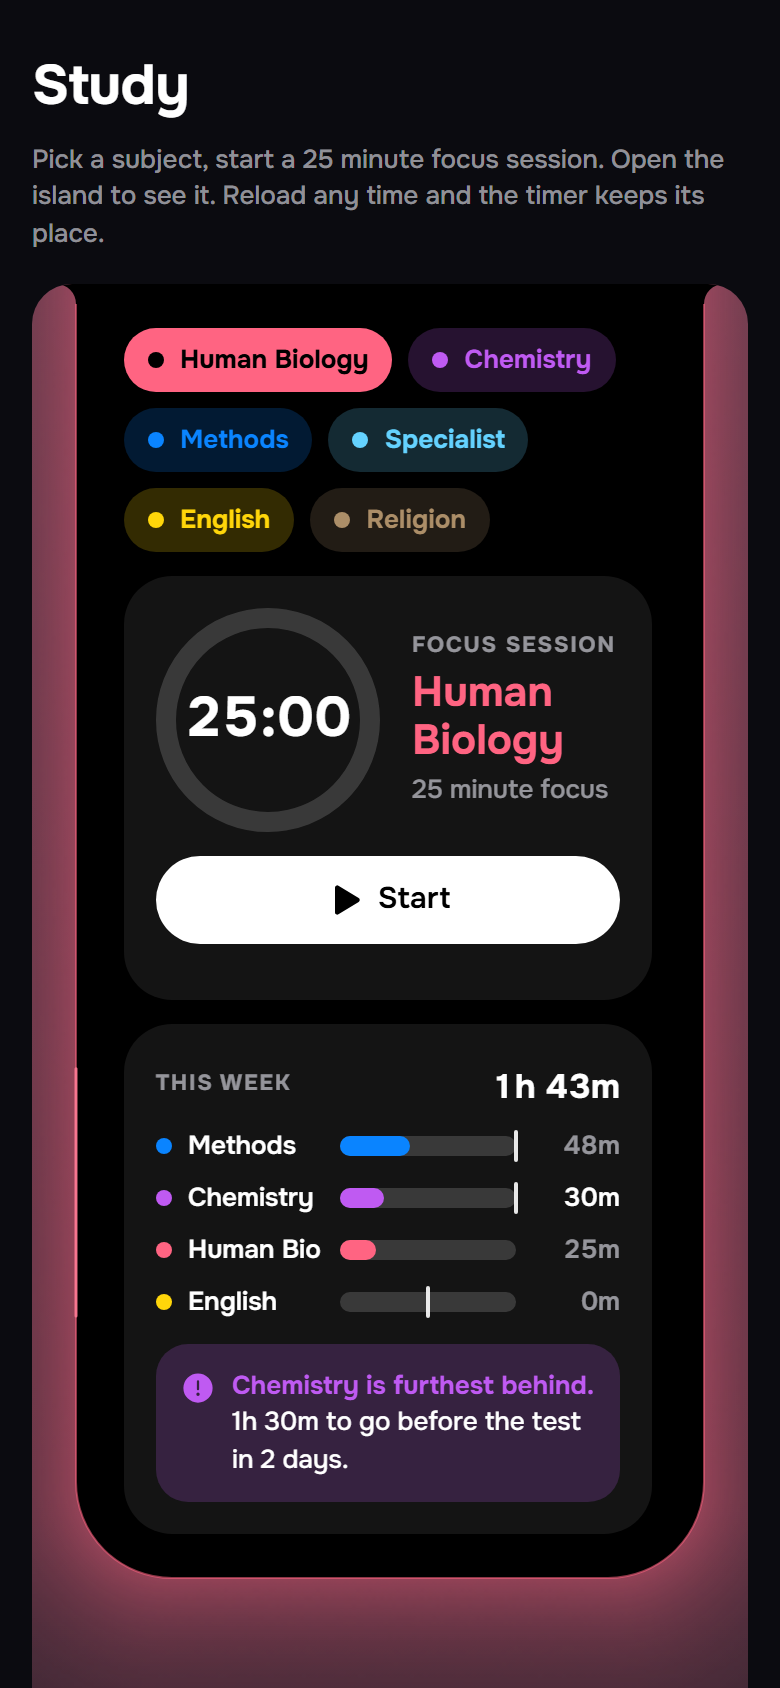 Study
Pick a subject, start a 25 minute focus session. Open the
island to see it. Reload any time and the timer keeps its
place.
Human Biology
Chemistry
Methods
Specialist
English
Religion
25:00
FOCUS SESSION
Human
Biology
25 minute focus
Start
THIS WEEK
1h 43m
Methods
48m
Chemistry
30m
Human Bio
25m
English
0m
Chemistry is furthest behind.
1h 30m to go before the test
in 2 days.